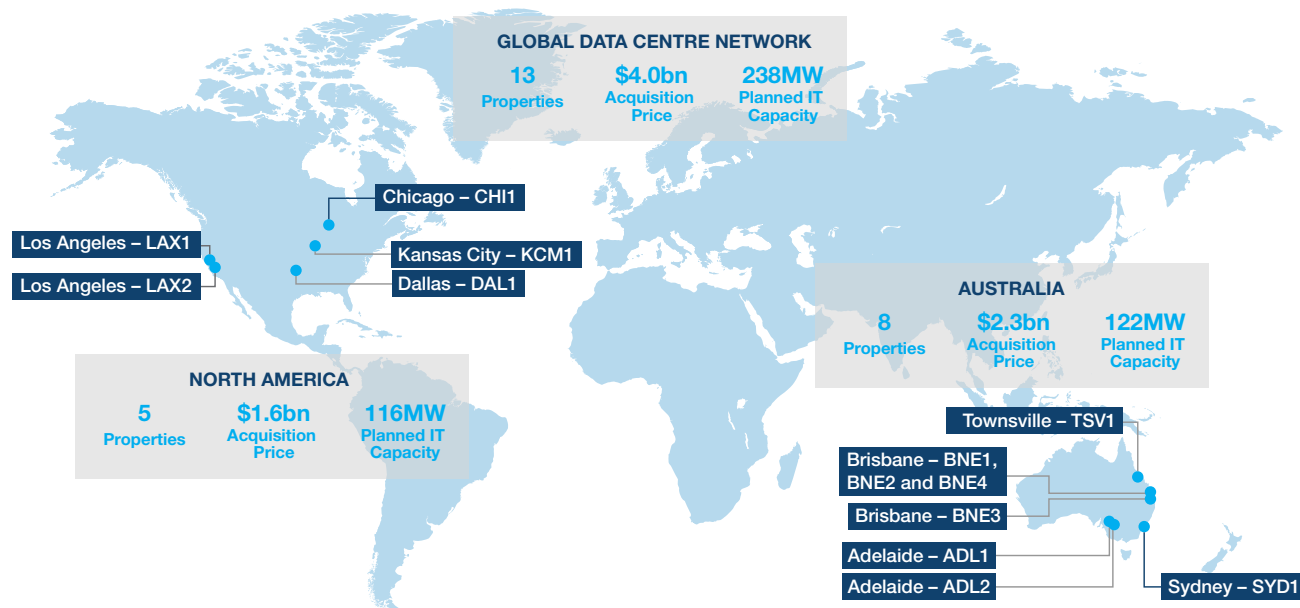 GLOBAL DATA CENTRE NETWORK
13
Properties
$4.0bn
Acquisition
Price
238MW
Planned IT
Capacity
Chicago – CHI1
Los Angeles – LAX1
Kansas City – KCM1
Los Angeles – LAX2
Dallas – DAL1
AUSTRALIA
8
Properties
$2.3bn
Acquisition
Price
122MW
Planned IT
Capacity
NORTH AMERICA
5
Properties
$1.6bn
Acquisition
Price
116MW
Planned IT
Capacity
Townsville – TSV1
Brisbane – BNE1,
BNE2 and BNE4
Brisbane – BNE3
Adelaide – ADL1
Adelaide – ADL2
Sydney – SYD1